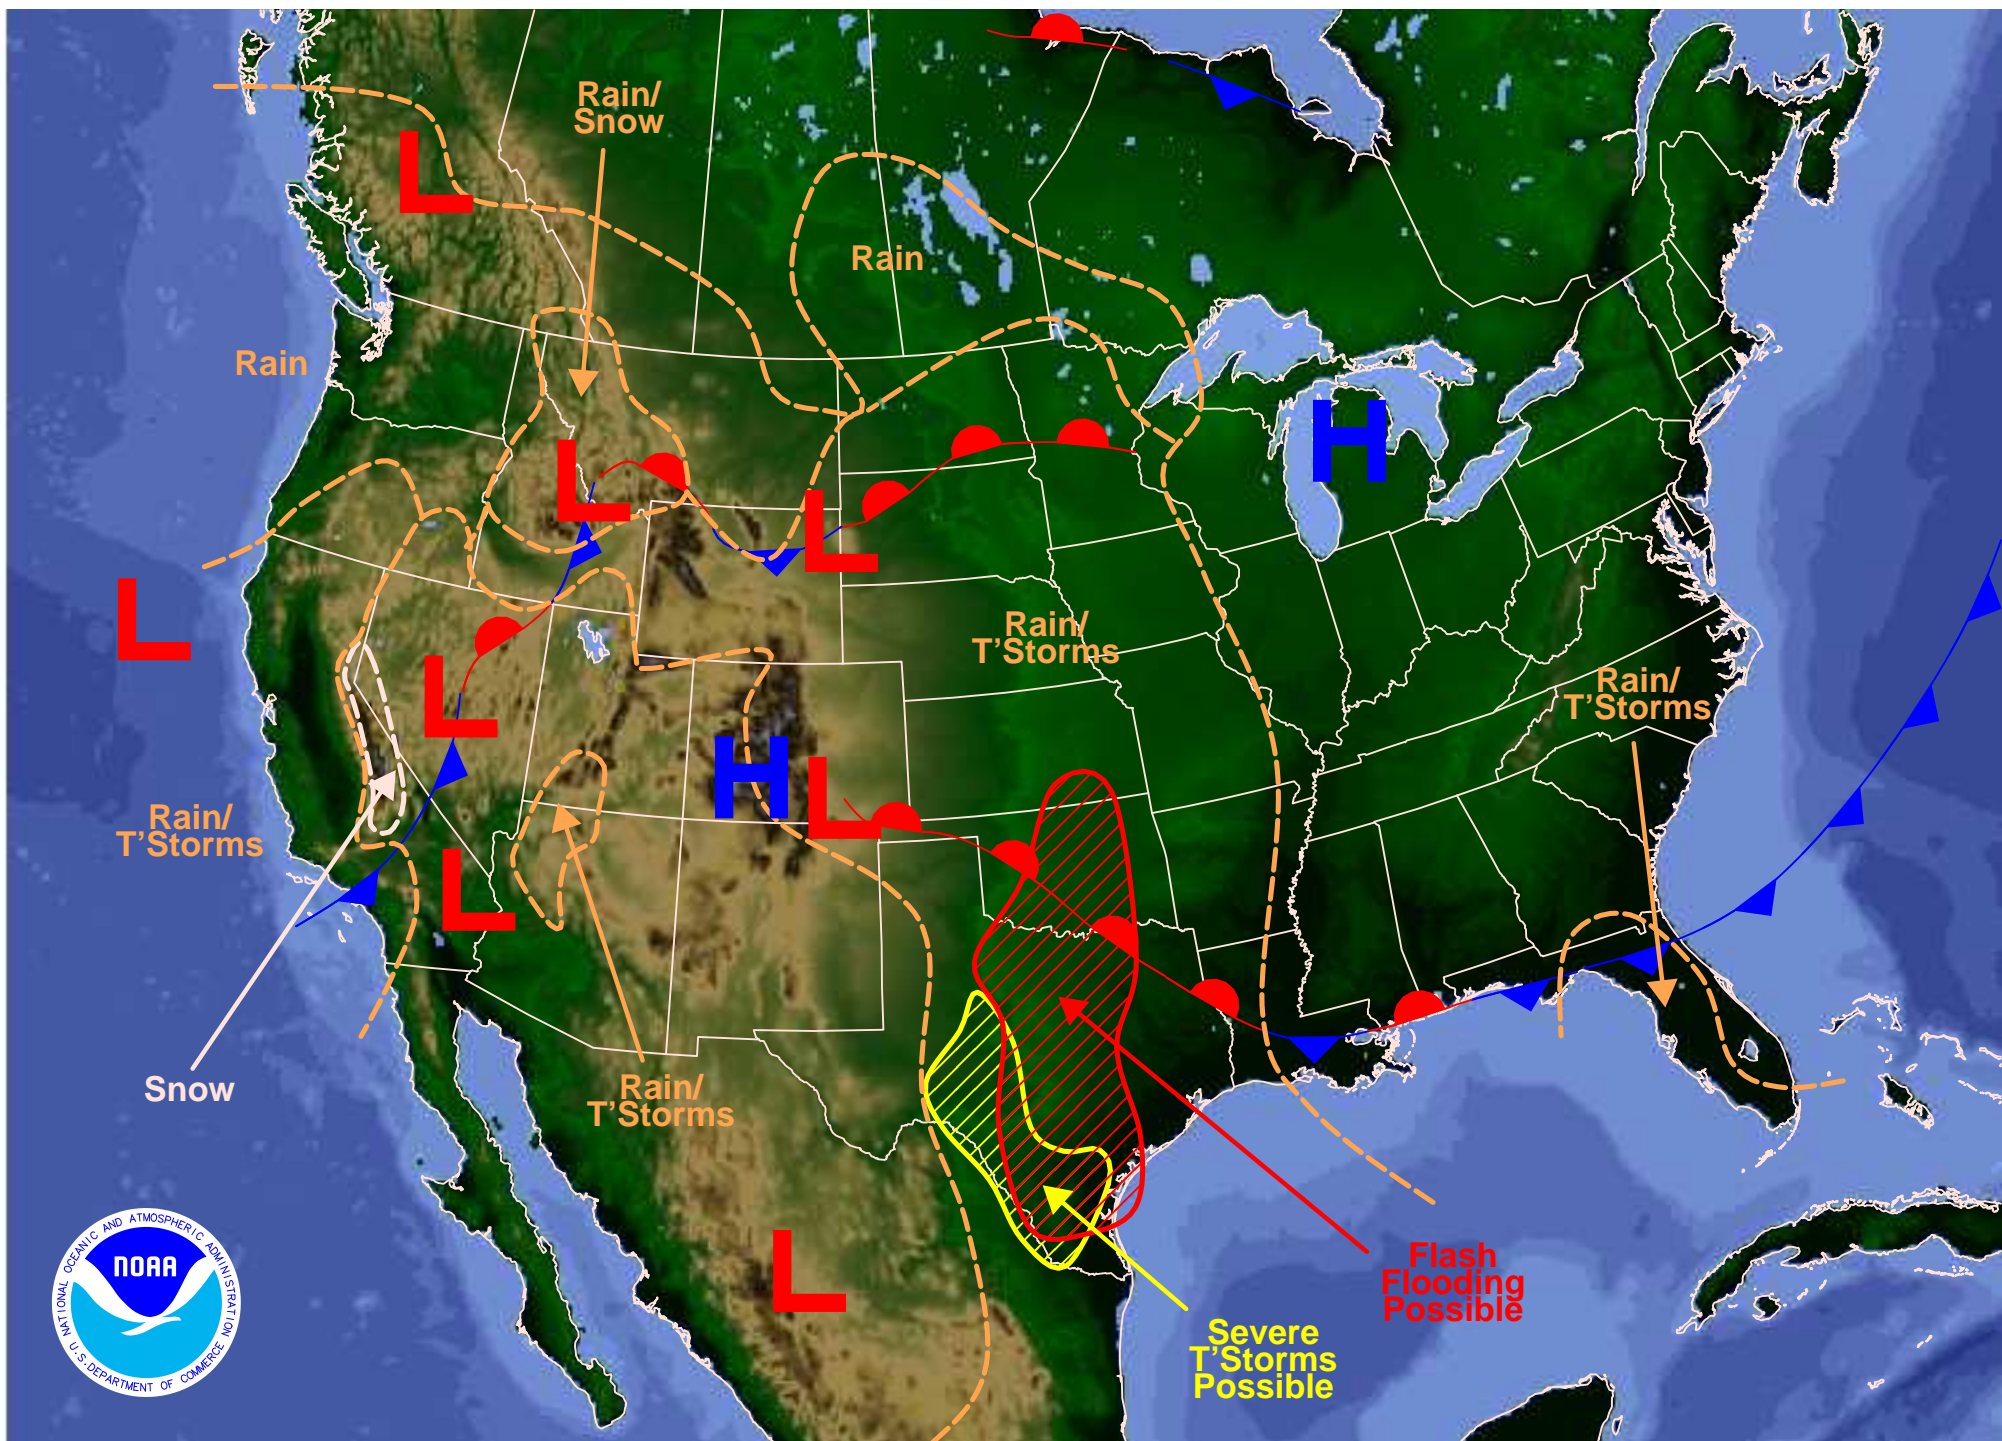 Rain/
Snow
L
Rain
Rain
H
L
L
L
Rain/
T'Storms
Rain/
T'Storms
L
H
L
Rain/
T'Storms
L
Snow
Rain/
T'Storms
L
Flash
Flooding
Possible
Severe
T'Storms
Possible
NATIONAL OCEANIC AND ATMOSPHERIC ADMINISTRATION
NOAA
U.S. DEPARTMENT OF COMMERCE